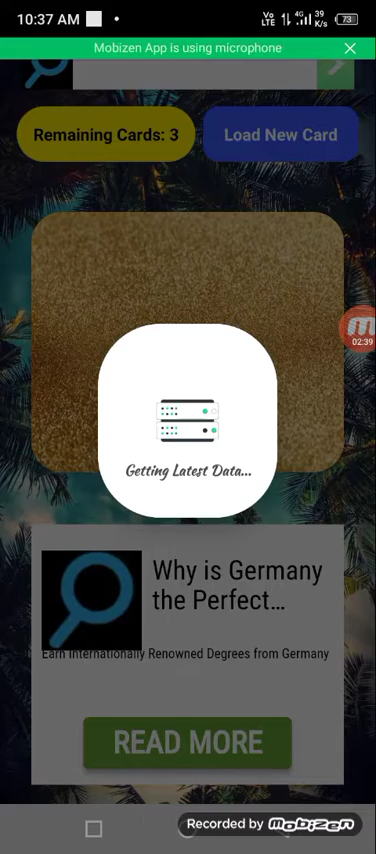 10:37 AM
Vo
LTE
4G
39
K/s
73
Mobizen App is using microphone
Remaining Cards: 3
Load New Card
02:39
Getting Latest Data...
Why is Germany
the Perfect...
Earn Internationally Renowned Degrees from Germany
READ MORE
Recorded by Mobizen